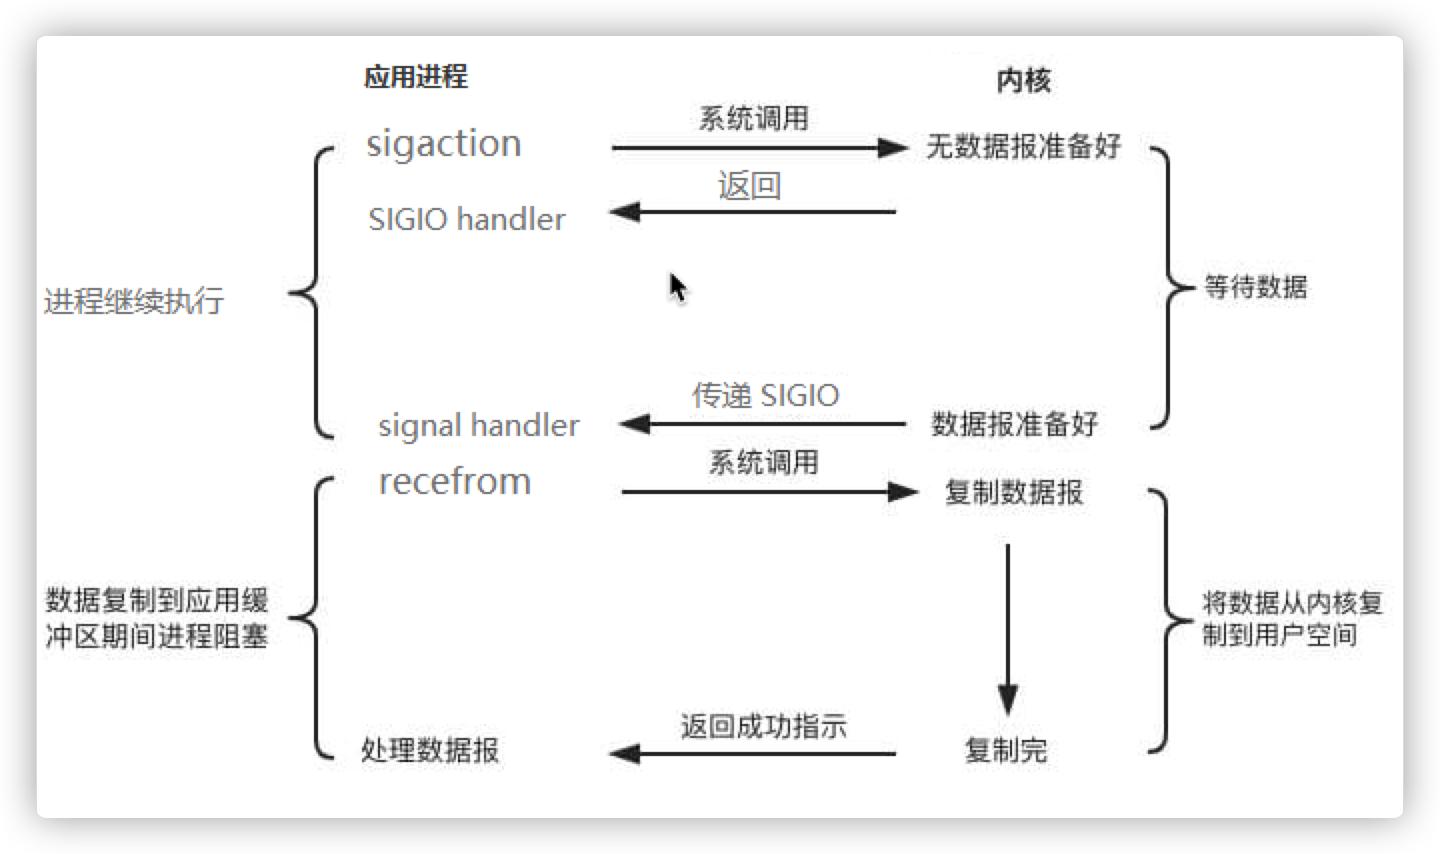 应用进程
内核
系统调用
sigaction
无数据报准备好
返回
SIGIO handler
进程继续执行
等待数据
传递 SIGIO
signal handler
数据报准备好
系统调用
recefrom
复制数据报
数据复制到应用缓
冲区期间进程阻塞
将数据从内核复
制到用户空间
返回成功指示
处理数据报
复制完